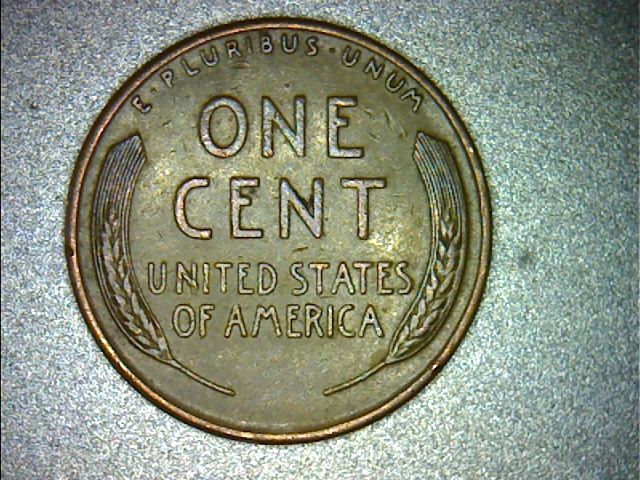 E·PLURIBUS·UNUM
ONE
CENT
UNITED STATES
OF AMERICA